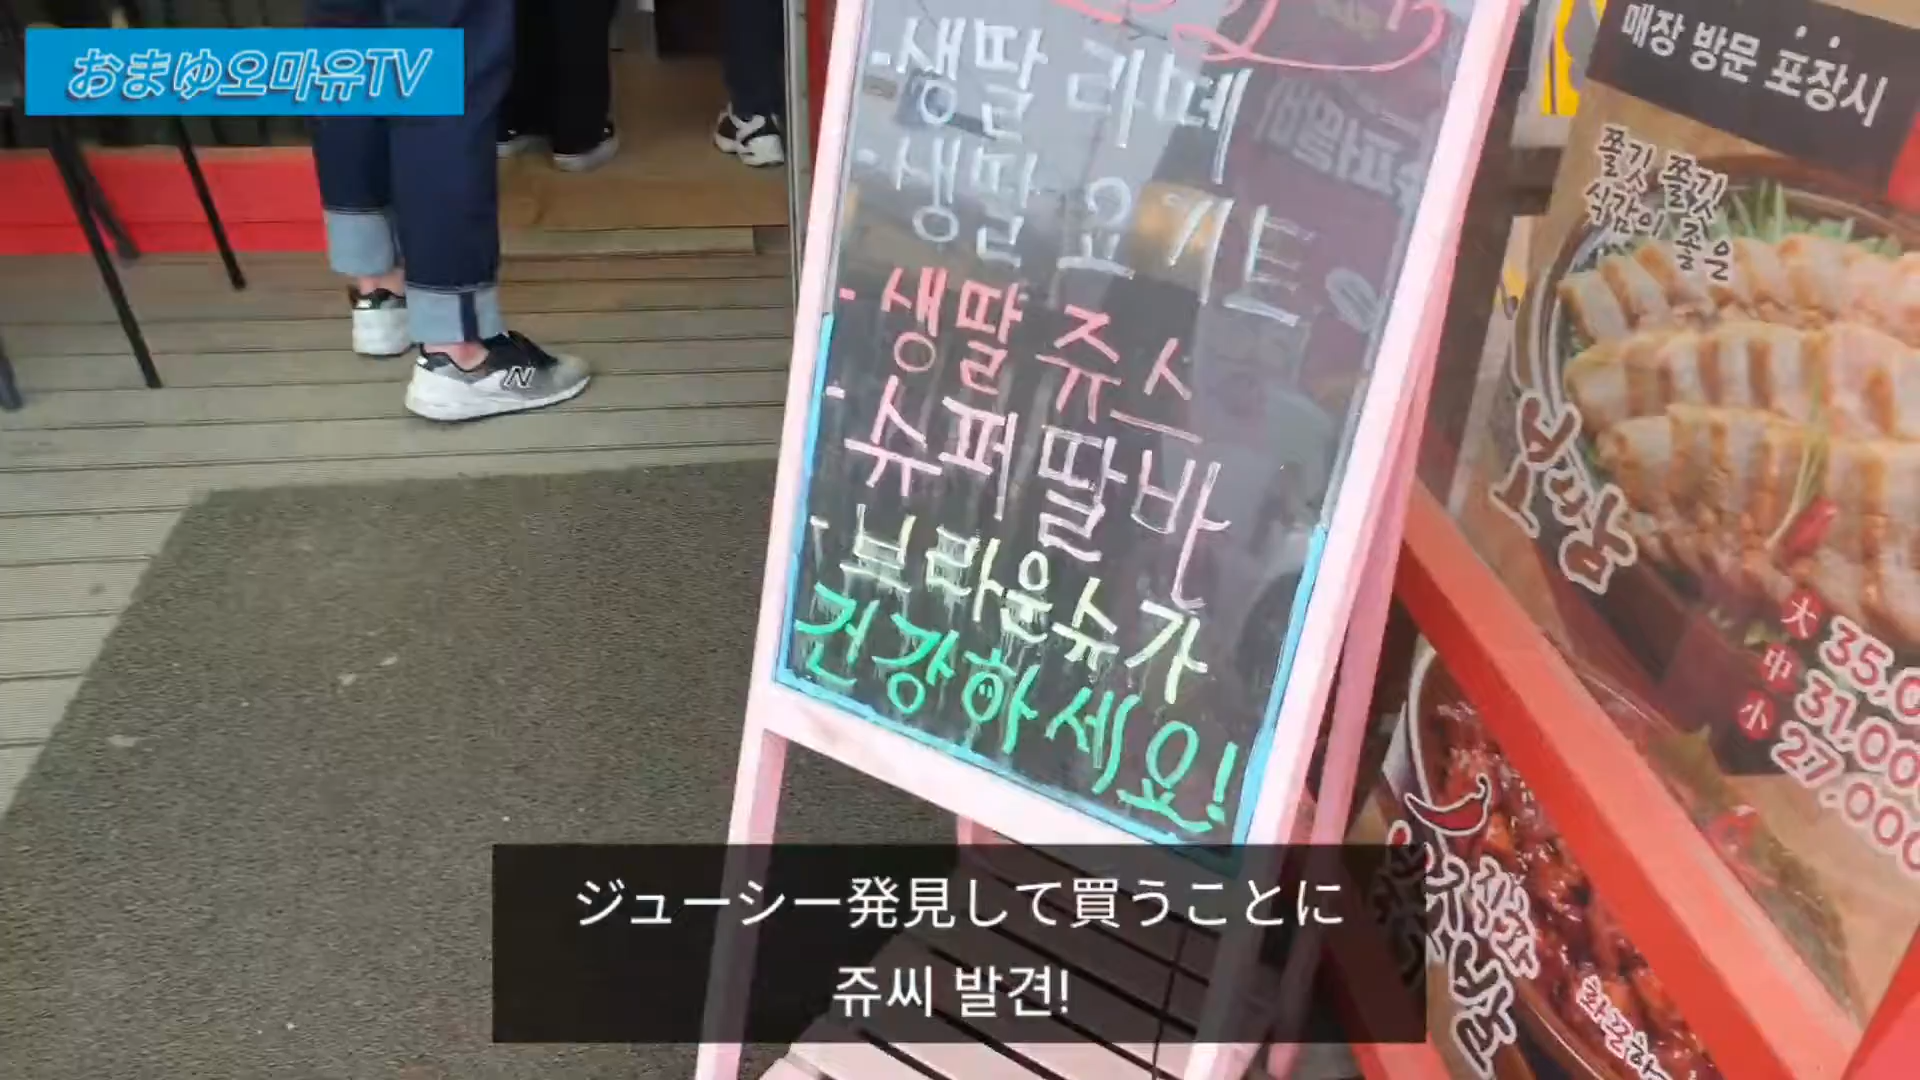 おまゆ오마유TV
·생딸 라떼
·생딸 요거트
·생딸 쥬스
·슈퍼딸바
·브라운슈가
건강하세요!
매장 방문 포장시
쫄깃 쫄깃
식감이 좋은
보쌈
大 35,0
中 31,00
小 27,000
ジューシー発見して買うことに
쥬씨 발견!